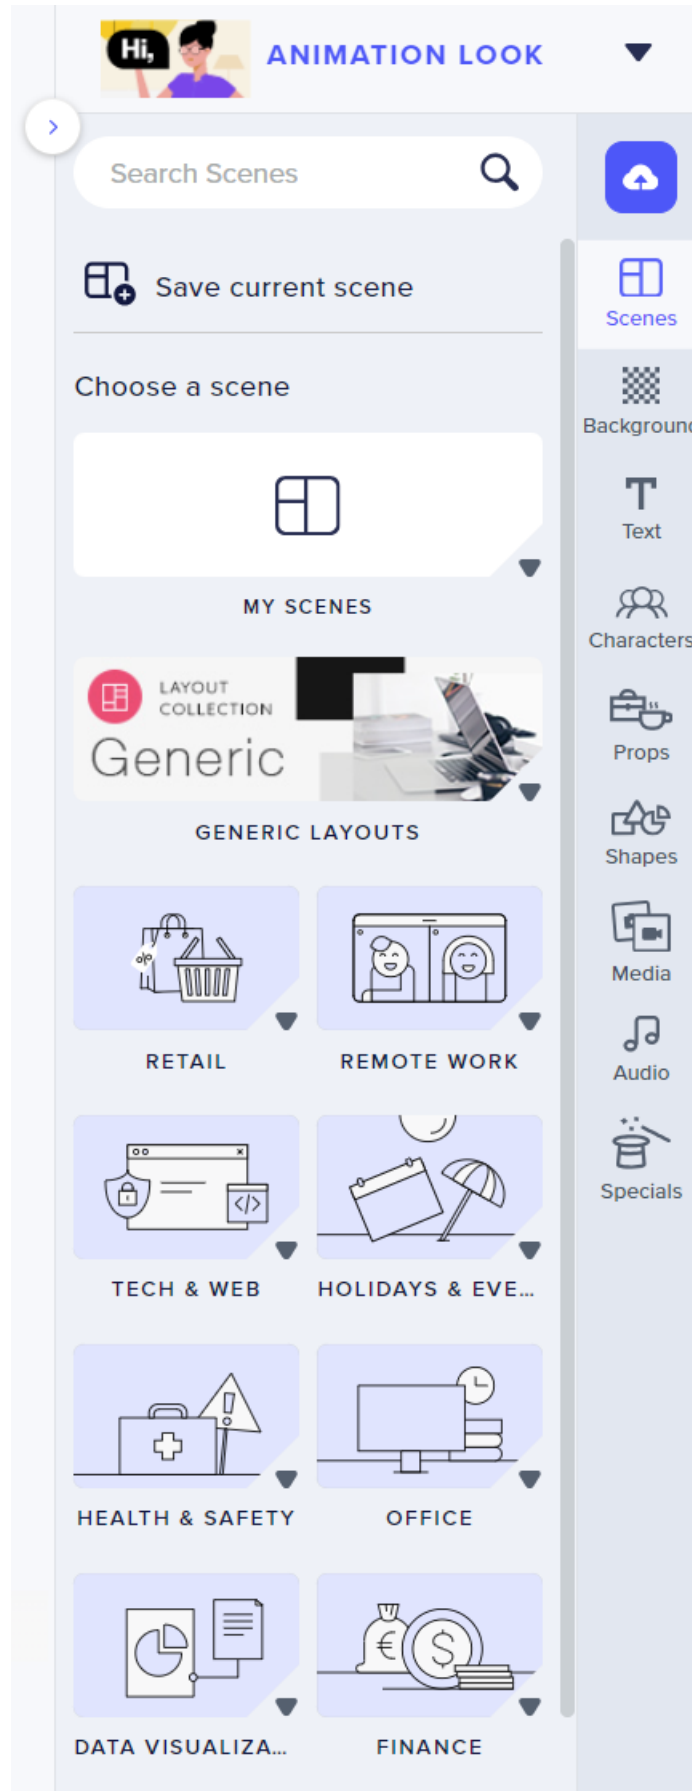 Hi,
ANIMATION LOOK
Search Scenes
Save current scene
Choose a scene
MY SCENES
LAYOUT
COLLECTION
Generic
GENERIC LAYOUTS
%
RETAIL
REMOTE WORK
</>
TECH & WEB
HOLIDAYS & EVE...
!
HEALTH & SAFETY
OFFICE
€
$
DATA VISUALIZA...
FINANCE
Scenes
Background
Text
Characters
Props
Shapes
Media
Audio
Specials